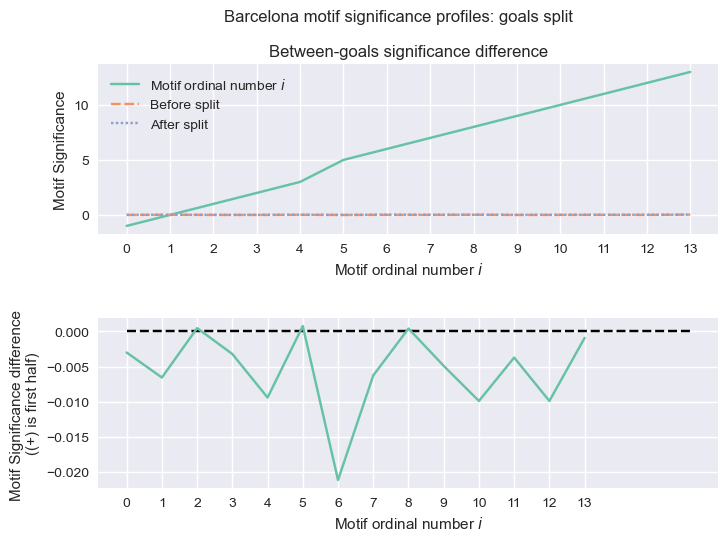 Barcelona motif significance profiles: goals split
Between-goals significance difference
Motif ordinal number i
Before split
After split
Motif Significance
10
5
0
0 1 2 3 4 5 6 7 8 9 10 11 12 13
Motif ordinal number i
Motif Significance difference
((+) is first half)
0.000
−0.005
−0.010
−0.015
−0.020
0 1 2 3 4 5 6 7 8 9 10 11 12 13
Motif ordinal number i